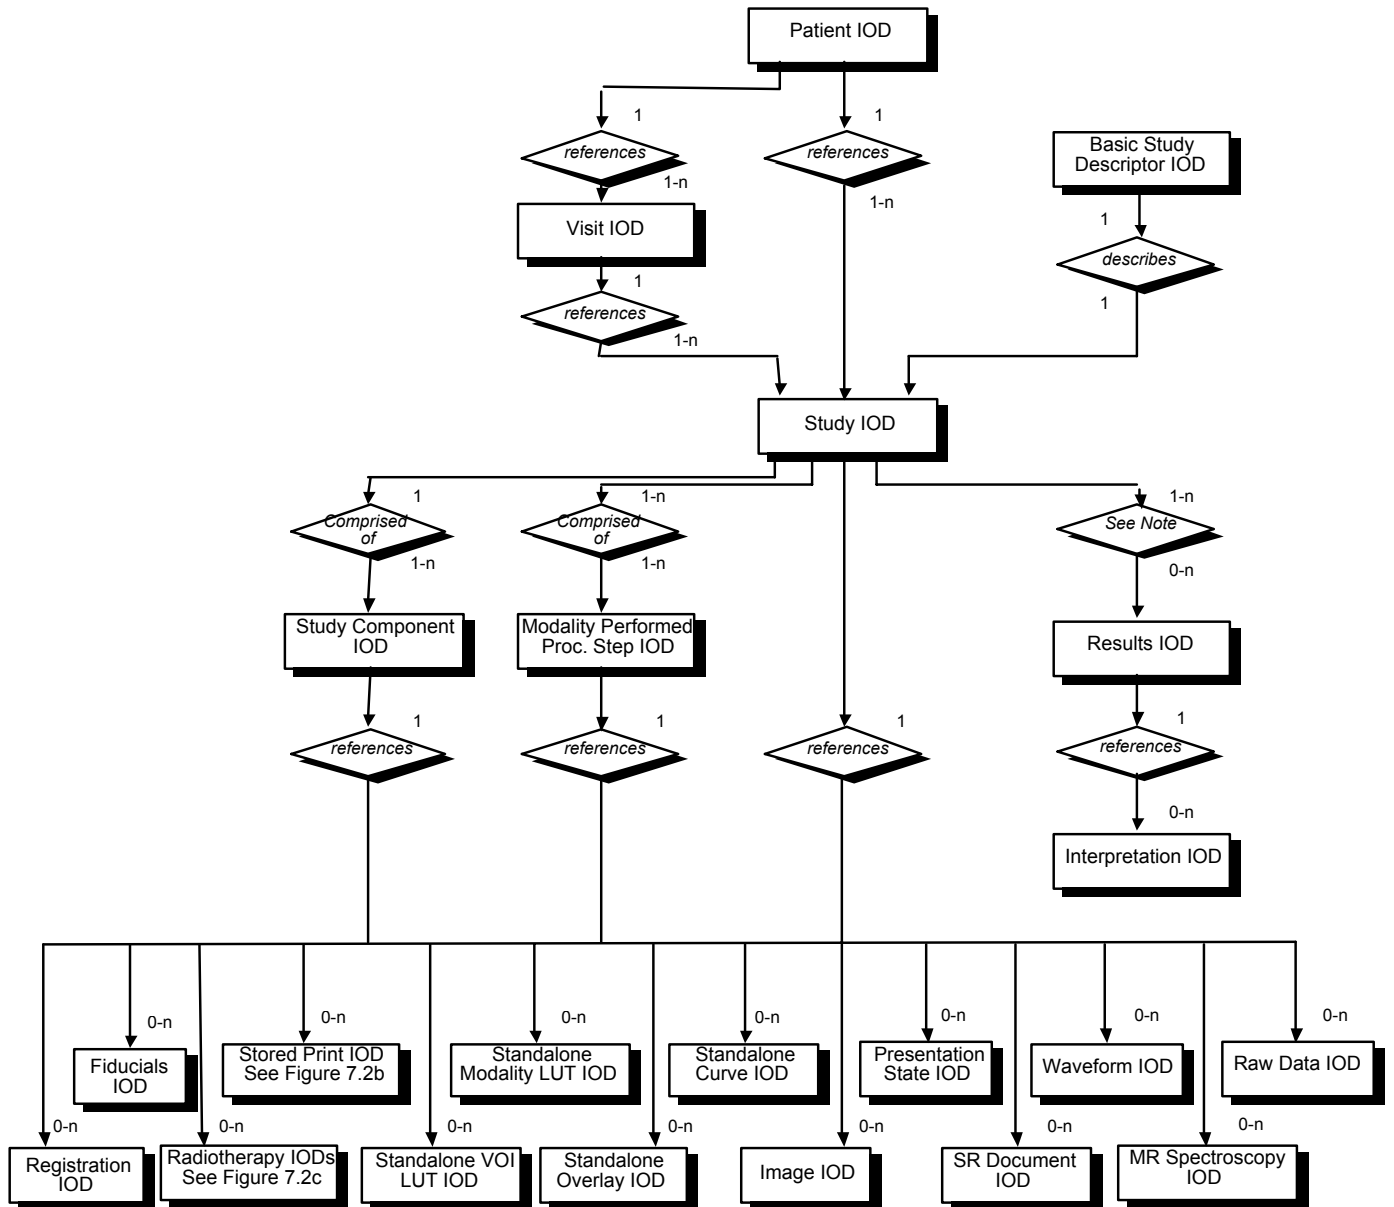 Patient IOD
1
1
references
references
Basic Study
Descriptor IOD
1-n
1-n
Visit IOD
1
describes
1
1
references
1-n
Study IOD
1
1-n
1-n
Comprised
of
Comprised
of
See Note
1-n
1-n
0-n
Study Component
IOD
Modality Performed
Proc. Step IOD
Results IOD
1
1
1
1
references
references
references
references
0-n
Interpretation IOD
0-n
0-n
0-n
0-n
0-n
0-n
0-n
Fiducials
IOD
Stored Print IOD
See Figure 7.2b
Standalone
Modality LUT IOD
Standalone
Curve IOD
Presentation
State IOD
Waveform IOD
Raw Data IOD
0-n
0-n
0-n
0-n
0-n
0-n
0-n
Registration
IOD
Radiotherapy IODs
See Figure 7.2c
Standalone VOI
LUT IOD
Standalone
Overlay IOD
Image IOD
SR Document
IOD
MR Spectroscopy
IOD